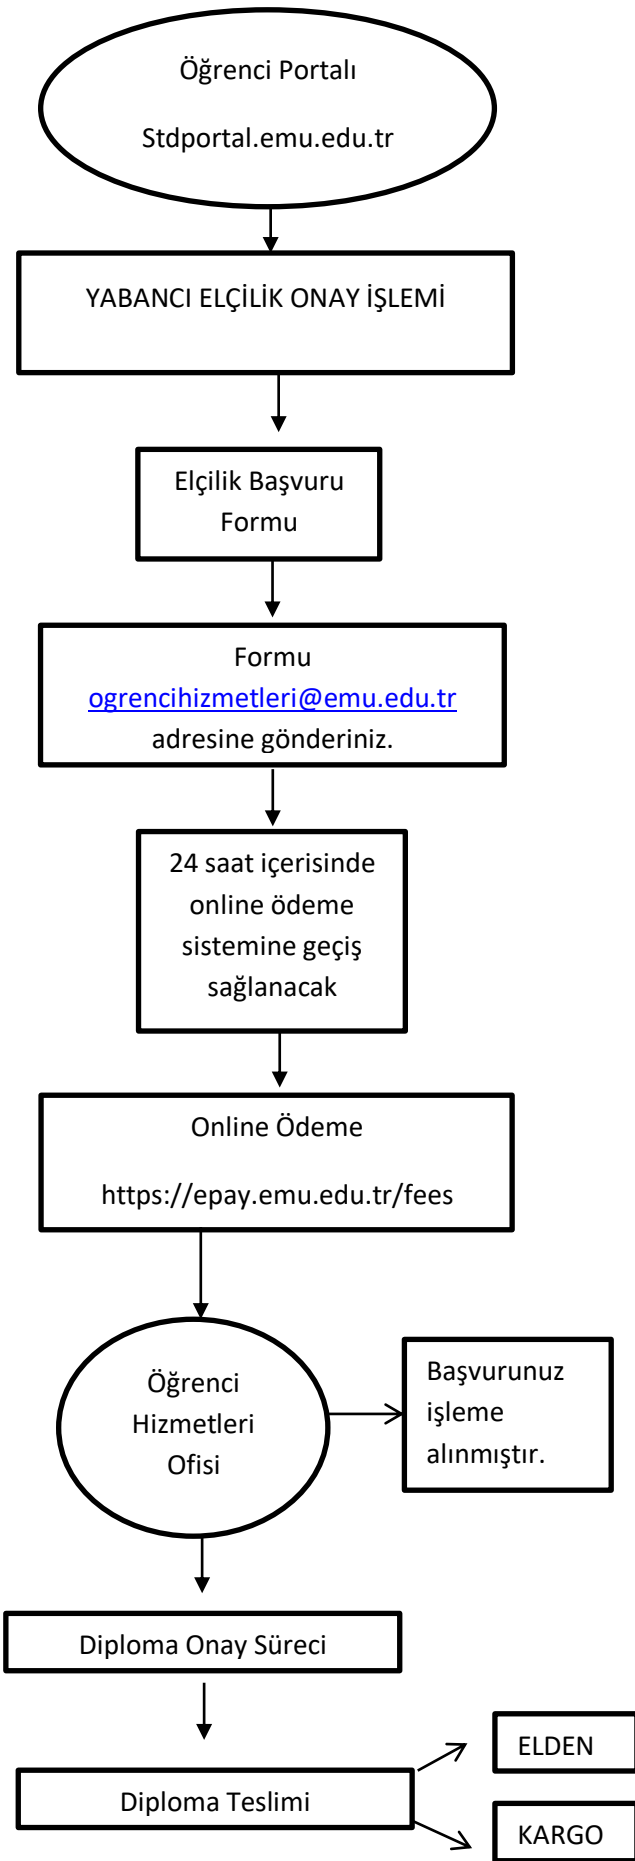 Öğrenci Portalı
Stdportal.emu.edu.tr
YABANCI ELÇİLİK ONAY İŞLEMİ
Elçilik Başvuru
Formu
Formu
ogrencihizmetleri@emu.edu.tr
adresine gönderiniz.
24 saat içerisinde
online ödeme
sistemine geçiş
sağlanacak
Online Ödeme
https://epay.emu.edu.tr/fees
Öğrenci
Hizmetleri
Ofisi
Başvurunuz
işleme
alınmıştır.
Diploma Onay Süreci
Diploma Teslimi
ELDEN
KARGO